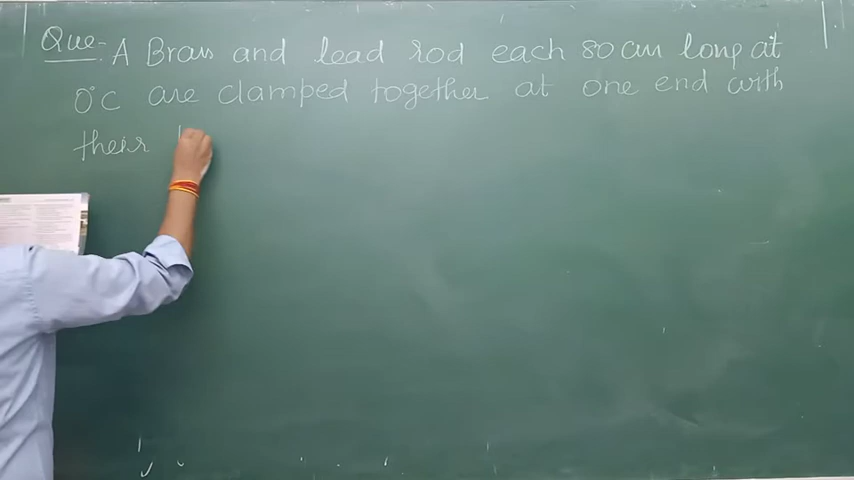 Que- A Brass and lead rod each 80 cm long at
0°C are clamped together at one end with
their